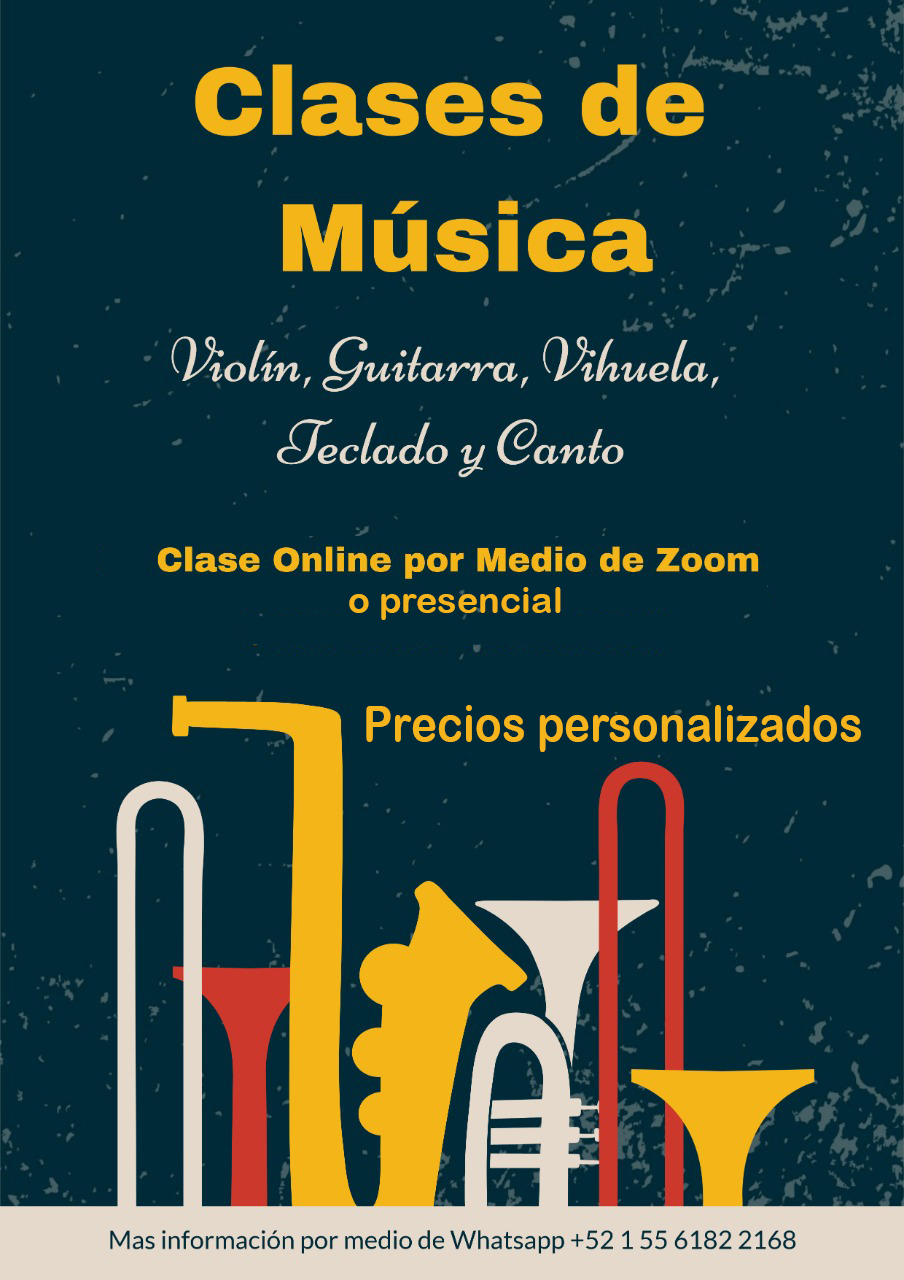 Clases de
Música
Violín, Guitarra, Vihuela,
Teclado y Canto
Clase Online por Medio de Zoom
o presencial
Precios personalizados
Mas información por medio de Whatsapp +52 1 55 6182 2168